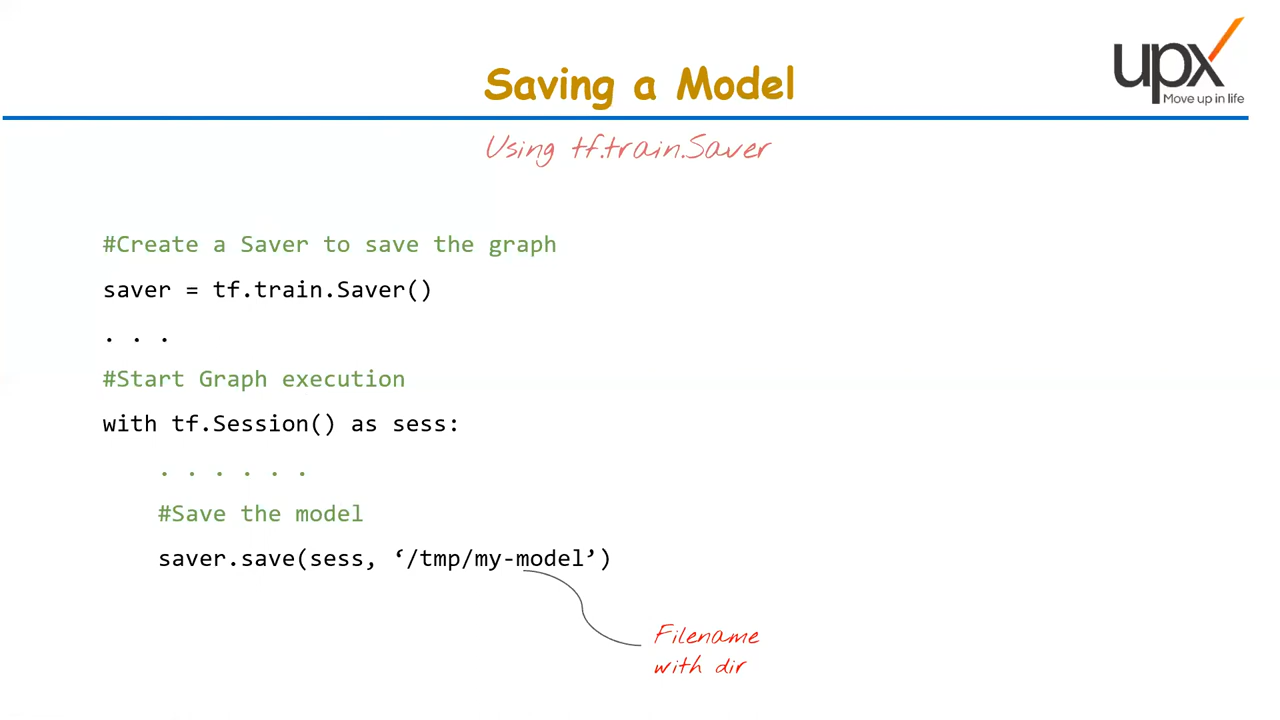 Saving a Model
upx
Move up in life
Using tf.train.Saver
#Create a Saver to save the graph
saver = tf.train.Saver()
. . .
#Start Graph execution
with tf.Session() as sess:
. . . . . .
#Save the model
saver.save(sess, ‘/tmp/my-model’)
Filename
with dir